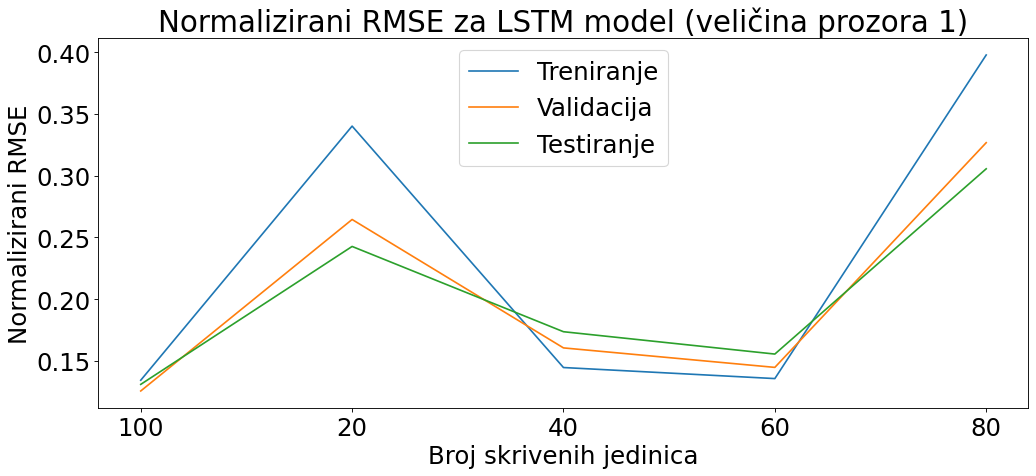 Normalizirani RMSE za LSTM model (veličina prozora 1)
Treniranje
Validacija
Testiranje
Normalizirani RMSE
0.40
0.35
0.30
0.25
0.20
0.15
100 20 40 60 80
Broj skrivenih jedinica